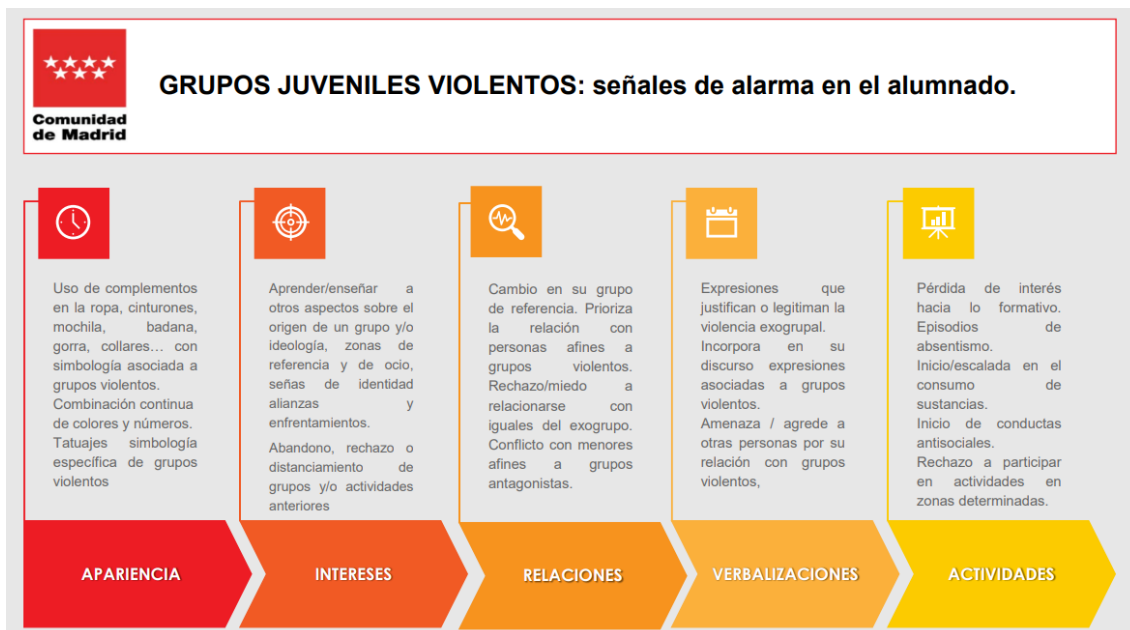 Comunidad
de Madrid
GRUPOS JUVENILES VIOLENTOS: señales de alarma en el alumnado.
Uso de complementos
en la ropa, cinturones,
mochila, badana,
gorra, collares… con
simbología asociada a
grupos violentos.
Combinación continua
de colores y números.
Tatuajes simbología
específica de grupos
violentos
APARIENCIA
Aprender/enseñar a
otros aspectos sobre el
origen de un grupo y/o
ideología, zonas de
referencia y de ocio,
señas de identidad
alianzas y
enfrentamientos.
Abandono, rechazo o
distanciamiento de
grupos y/o actividades
anteriores
INTERESES
Cambio en su grupo
de referencia. Prioriza
la relación con
personas afines a
grupos violentos.
Rechazo/miedo a
relacionarse con
iguales del exogrupo.
Conflicto con menores
afines a grupos
antagonistas.
RELACIONES
Expresiones que
justifican o legitiman la
violencia exogrupal.
Incorpora en su
discurso expresiones
asociadas a grupos
violentos.
Amenaza / agrede a
otras personas por su
relación con grupos
violentos,
VERBALIZACIONES
Pérdida de interés
hacia lo formativo.
Episodios de
absentismo.
Inicio/escalada en el
consumo de
sustancias.
Inicio de conductas
antisociales.
Rechazo a participar
en actividades en
zonas determinadas.
ACTIVIDADES